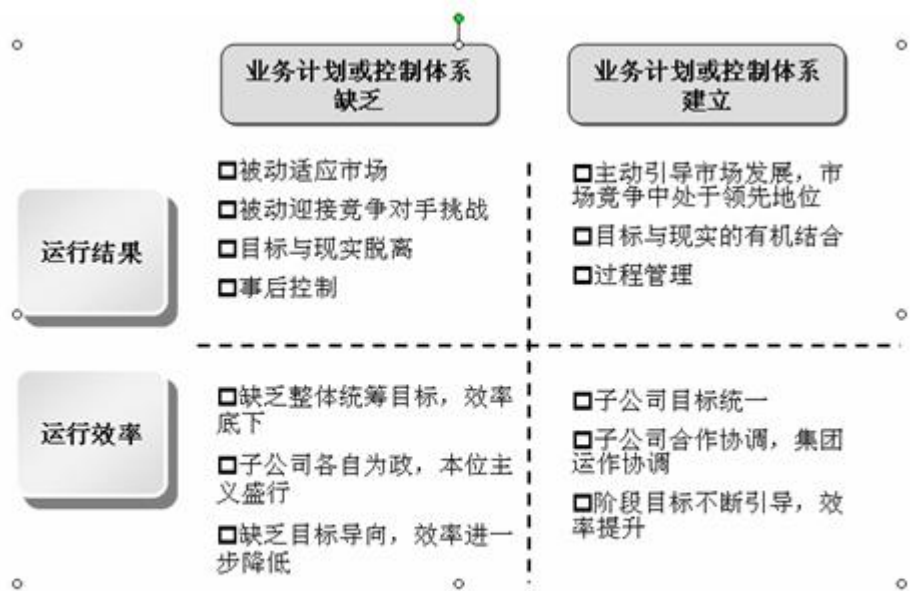 业务计划或控制体系
缺乏
业务计划或控制体系
建立
运行结果
被动适应市场
被动迎接竞争对手挑战
目标与现实脱离
事后控制
主动引导市场发展，市
场竞争中处于领先地位
目标与现实的有机结合
过程管理
运行效率
缺乏整体统筹目标，效率
底下
子公司各自为政，本位主
义盛行
缺乏目标导向，效率进一
步降低
子公司目标统一
子公司合作协调，集团
运作协调
阶段目标不断引导，效
率提升